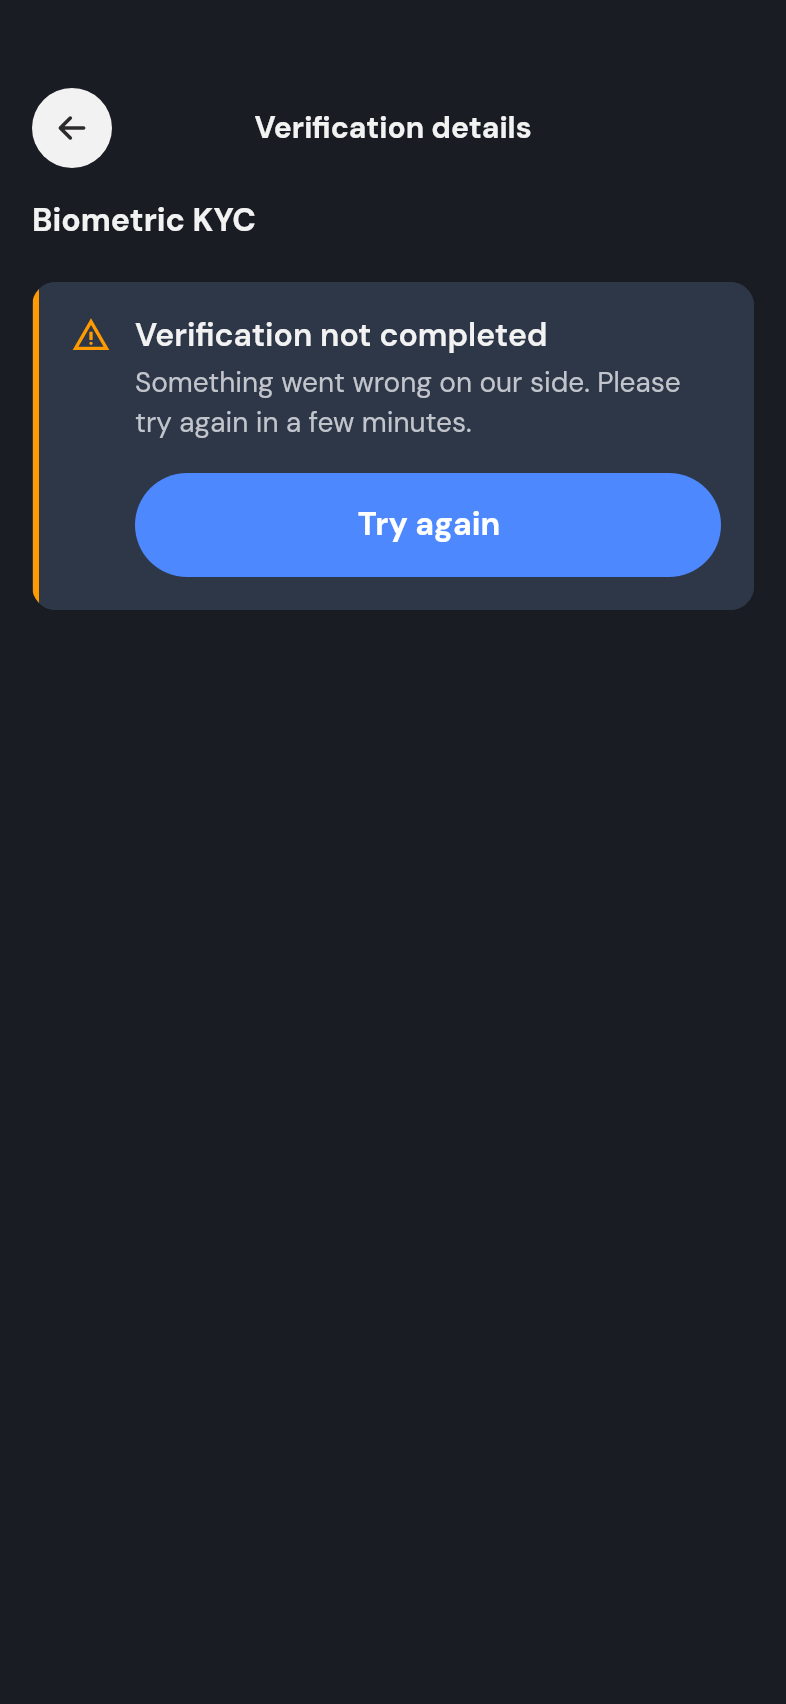 Verification details
Biometric KYC
Verification not completed
Something went wrong on our side. Please
try again in a few minutes.
Try again